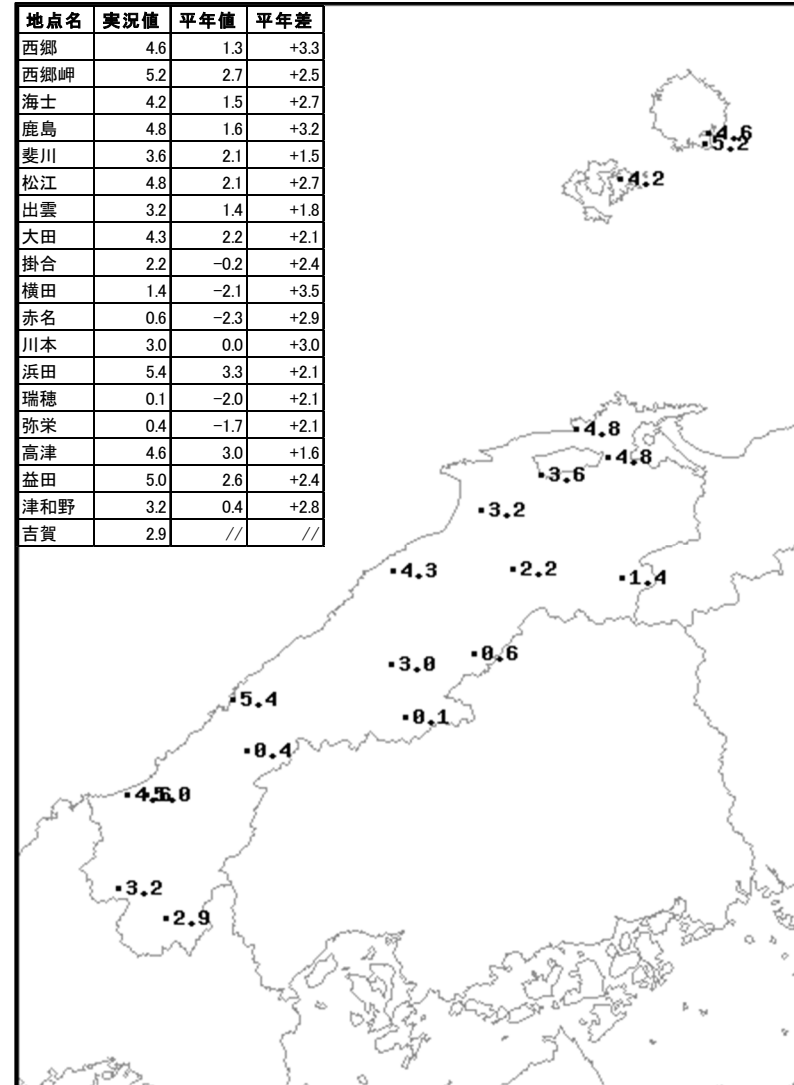 地点名 実況値 平年値 平年差
西郷 4.6 1.3 +3.3
西郷岬 5.2 2.7 +2.5
海士 4.2 1.5 +2.7
鹿島 4.8 1.6 +3.2
斐川 3.6 2.1 +1.5
松江 4.8 2.1 +2.7
出雲 3.2 1.4 +1.8
大田 4.3 2.2 +2.1
掛合 2.2 −0.2 +2.4
横田 1.4 −2.1 +3.5
赤名 0.6 −2.3 +2.9
川本 3.0 0.0 +3.0
浜田 5.4 3.3 +2.1
瑞穂 0.1 −2.0 +2.1
弥栄 0.4 −1.7 +2.1
高津 4.6 3.0 +1.6
益田 5.0 2.6 +2.4
津和野 3.2 0.4 +2.8
吉賀 2.9 // //
4.6
5.2
4.2
4.8
4.8
3.6
3.2
4.3
2.2
1.4
0.6
3.0
5.4
0.1
0.4
3.2
2.9